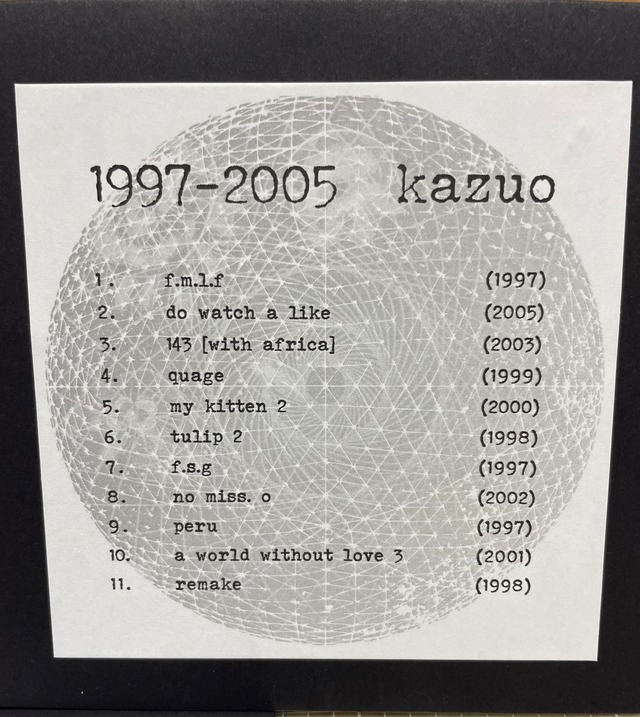 1997-2005 kazuo
1. f.m.l.f (1997)
2. do watch a like (2005)
3. 143 [with africa] (2003)
4. quage (1999)
5. my kitten 2 (2000)
6. tulip 2 (1998)
7. f.s.g (1997)
8. no miss. o (2002)
9. peru (1997)
10. a world without love 3 (2001)
11. remake (1998)